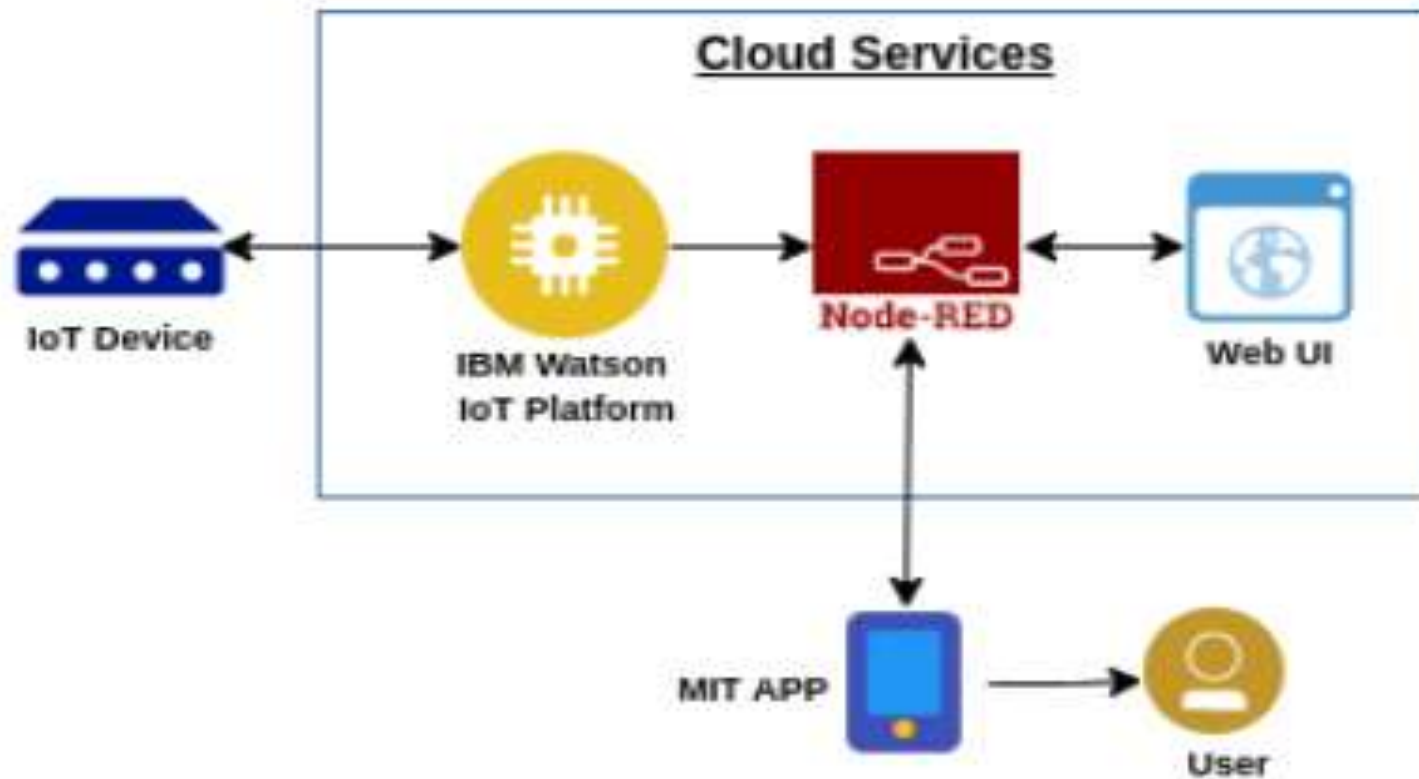 Cloud Services
IoT Device
IBM Watson
IoT Platform
Node-RED
Web UI
MIT APP
User